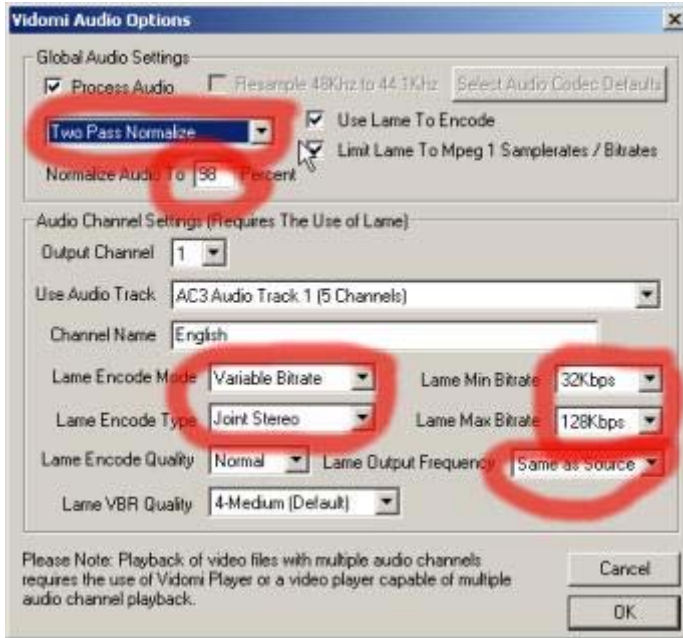 Vidomi Audio Options
Global Audio Settings
Process Audio Resample 48Khz to 44.1Khz Select Audio Codec Defaults
Two Pass Normalize Use Lame To Encode
Limit Lame To Mpeg 1 Samplerates / Bitrates
Normalize Audio To 98 Percent
Audio Channel Settings (Requires The Use of Lame)
Output Channel 1
Use Audio Track AC3 Audio Track 1 (5 Channels)
Channel Name English
Lame Encode Mode Variable Bitrate Lame Min Bitrate 32Kbps
Lame Encode Type Joint Stereo Lame Max Bitrate 128Kbps
Lame Encode Quality Normal Lame Output Frequency Same as Source
Lame VBR Quality 4-Medium (Default)
Please Note: Playback of video files with multiple audio channels
requires the use of Vidomi Player or a video player capable of multiple
audio channel playback.
Cancel
OK